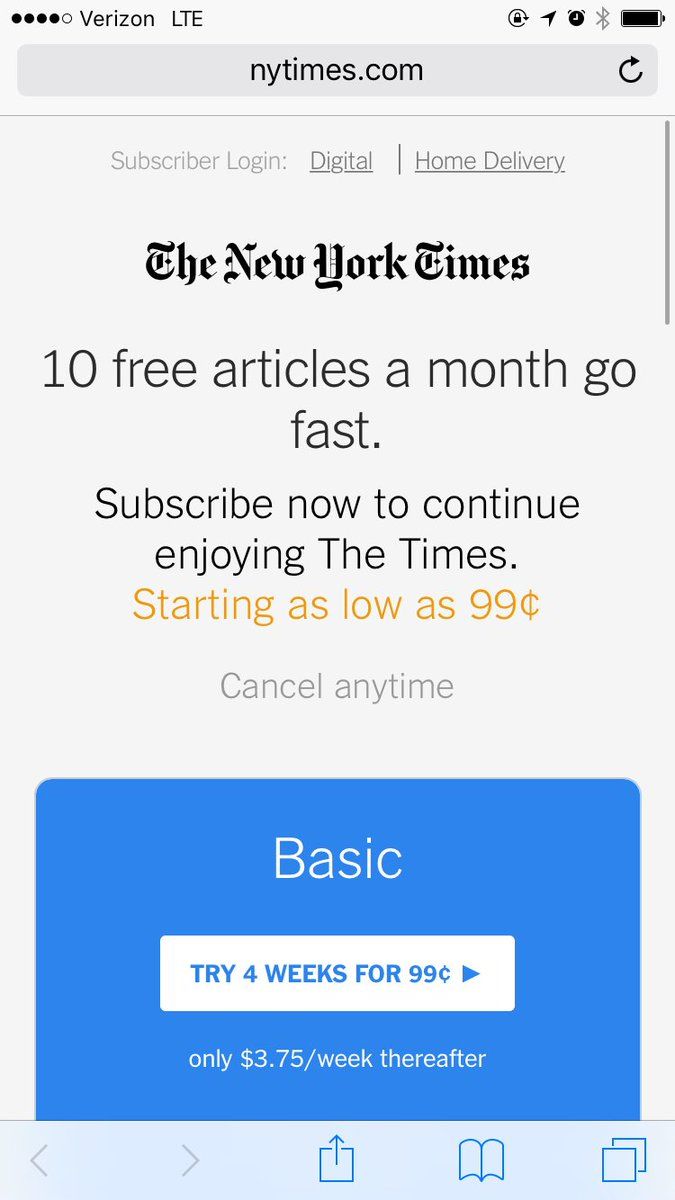 Verizon LTE
nytimes.com
Subscriber Login: Digital | Home Delivery
The New York Times
10 free articles a month go
fast.
Subscribe now to continue
enjoying The Times.
Starting as low as 99¢
Cancel anytime
Basic
TRY 4 WEEKS FOR 99¢ ▶
only $3.75/week thereafter